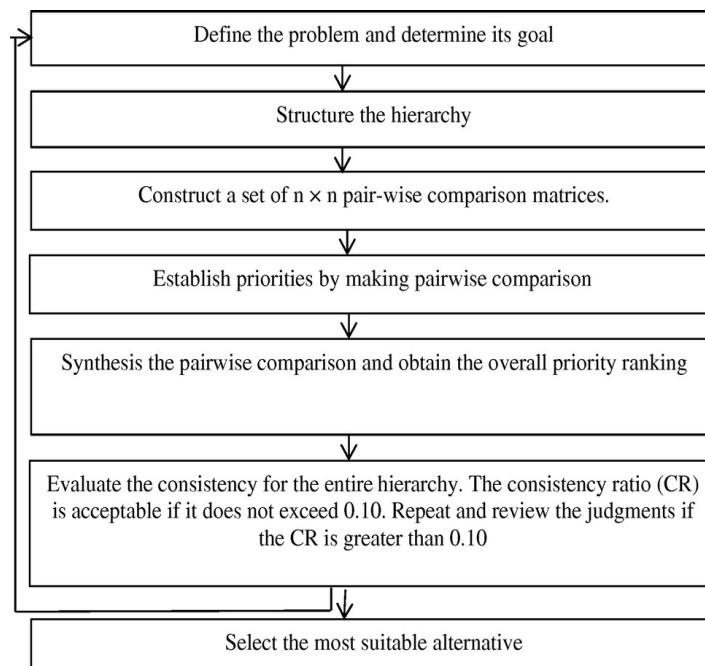 Define the problem and determine its goal
Structure the hierarchy
Construct a set of n × n pair-wise comparison matrices.
Establish priorities by making pairwise comparison
Synthesis the pairwise comparison and obtain the overall priority ranking
Evaluate the consistency for the entire hierarchy. The consistency ratio (CR)
is acceptable if it does not exceed 0.10. Repeat and review the judgments if
the CR is greater than 0.10
Select the most suitable alternative